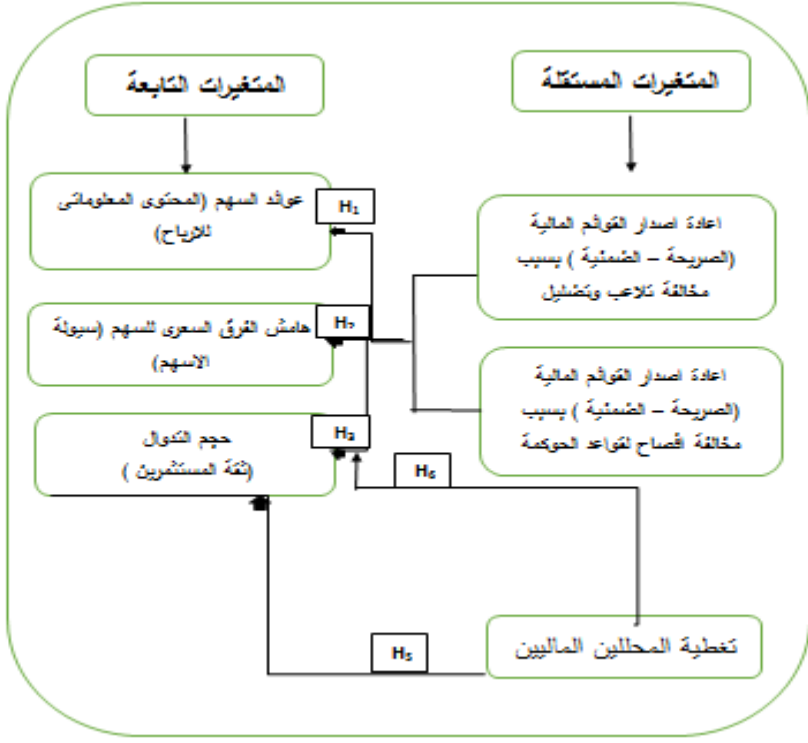 المتغيرات المستقلة
المتغيرات التابعة
اعادة اصدار القوائم المالية
(الصريحة – الضمنية ) بسبب
مخالفة تلاعب وتضليل
اعادة اصدار القوائم المالية
(الصريحة – الضمنية ) بسبب
مخالفة افصاح لقواعد الحوكمة
تغطية المحللين الماليين
عوائد السهم (المحتوى المعلوماتى
للارباح)
هامش الفرق السعرى للسهم (سيولة
الاسهم)
حجم التدوال
(ثقة المستثمرين )
H₁
H₂
H₃
H₆
H₅